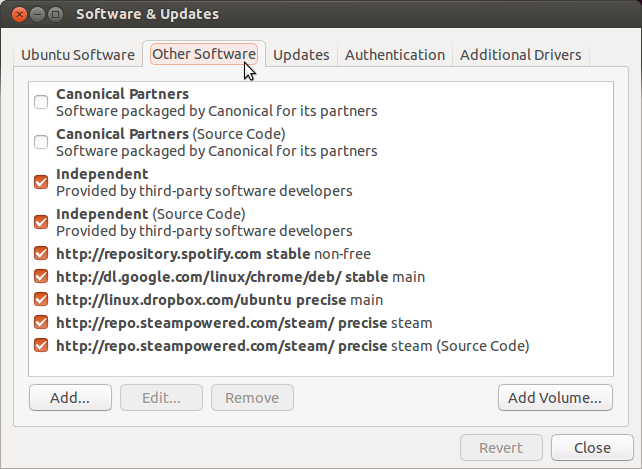 Software & Updates
Ubuntu Software Other Software Updates Authentication Additional Drivers
Canonical Partners
Software packaged by Canonical for its partners
Canonical Partners (Source Code)
Software packaged by Canonical for its partners
Independent
Provided by third-party software developers
Independent (Source Code)
Provided by third-party software developers
http://repository.spotify.com stable non-free
http://dl.google.com/linux/chrome/deb/ stable main
http://linux.dropbox.com/ubuntu precise main
http://repo.steampowered.com/steam/ precise steam
http://repo.steampowered.com/steam/ precise steam (Source Code)
Add... Edit... Remove Add Volume...
Revert Close